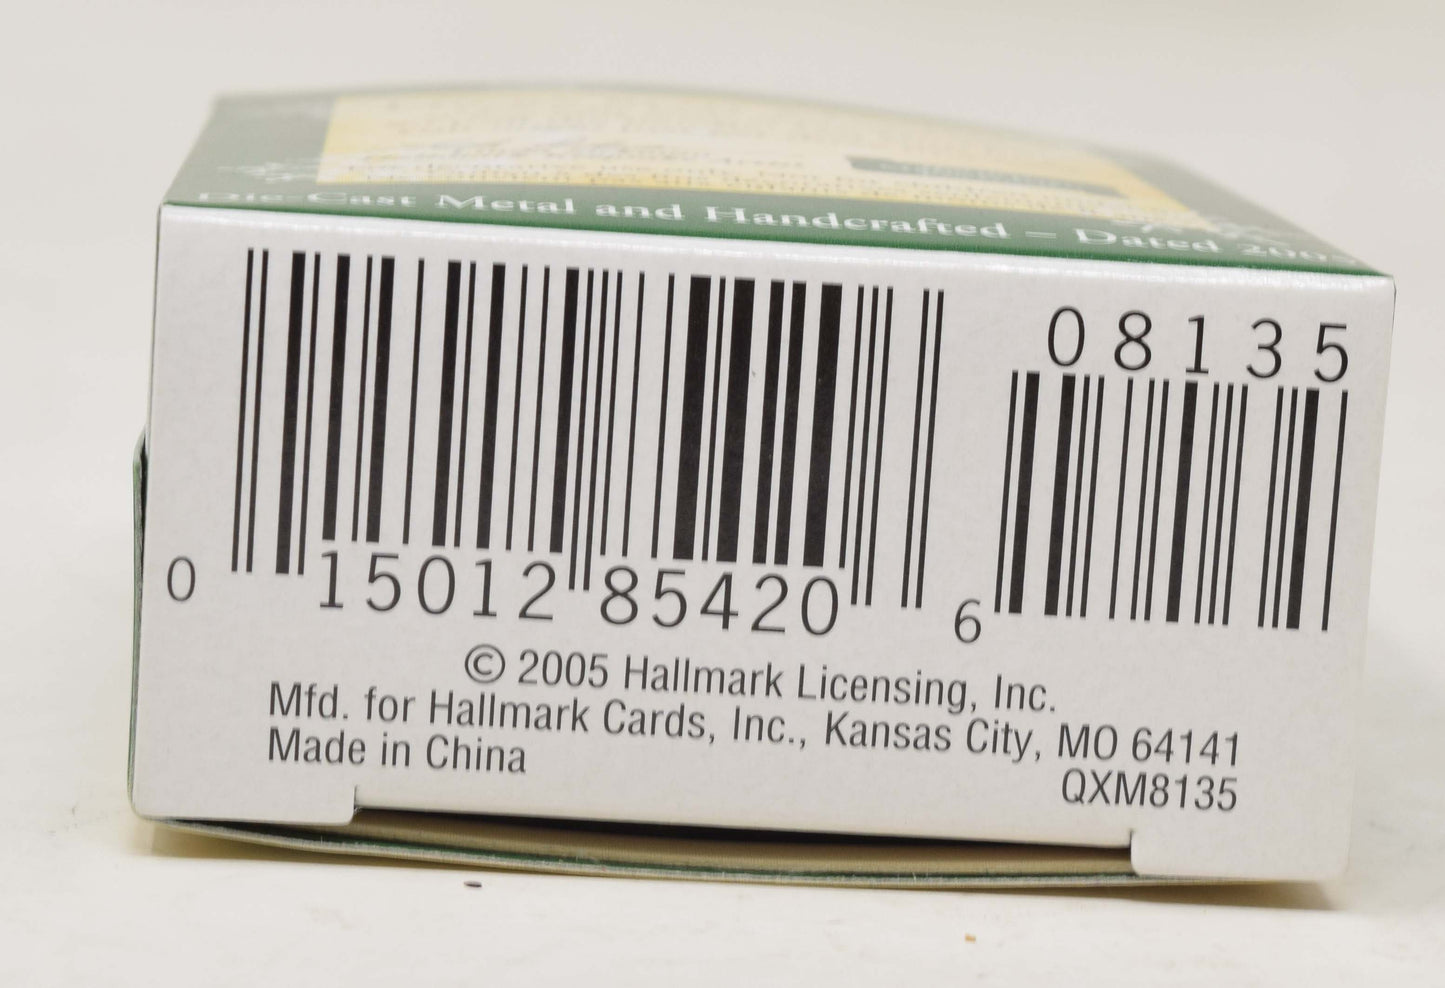 Die Cast Metal and Handcrafted – Dated 2005
08135
0 15012 85420 6
© 2005 Hallmark Licensing, Inc.
Mfd. for Hallmark Cards, Inc., Kansas City, MO 64141
Made in China
QXM8135